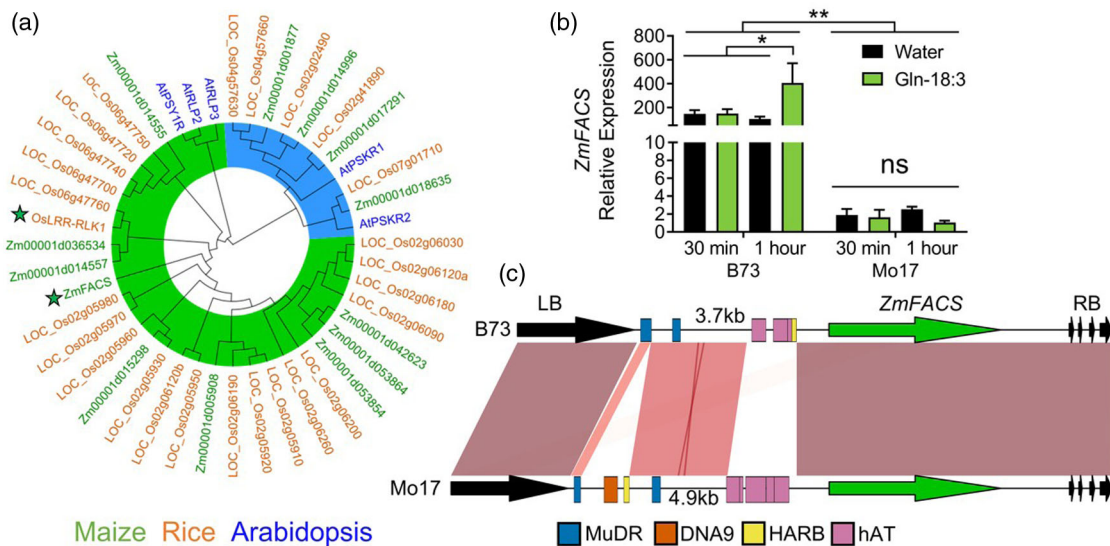 (a)
LOC_Os04g57630
LOC_Os04g57660
Zm00001d001877
LOC_Os02g02490
Zm00001d014996
LOC_Os02g41890
Zm00001d017291
AtPSKR1
LOC_Os07g01710
Zm00001d018635
AtPSKR2
LOC_Os02g06030
LOC_Os02g06120a
LOC_Os02g06180
LOC_Os02g06090
Zm00001d042623
Zm00001d053864
Zm00001d053854
LOC_Os02g06200
LOC_Os02g06260
LOC_Os02g05910
LOC_Os02g05920
LOC_Os02g06190
Zm00001d005908
LOC_Os02g05950
LOC_Os02g06120b
LOC_Os02g05930
Zm00001d015298
LOC_Os02g05960
LOC_Os02g05970
LOC_Os02g05980
ZmFACS
Zm00001d014557
Zm00001d036534
OsLRR-RLK1
LOC_Os06g47760
LOC_Os06g47700
LOC_Os06g47740
LOC_Os06g47720
LOC_Os06g47750
Zm00001d014555
AtPSY1R
AtRLP2
AtRLP3
Maize Rice Arabidopsis
(b)
**
*
Water
Gln-18:3
ZmFACS
Relative Expression
800
600
400
200
10
8
6
4
2
0
ns
30 min 1 hour 30 min 1 hour
B73 Mo17
(c)
LB 3.7kb ZmFACS RB
B73
Mo17
4.9kb
MuDR DNA9 HARB hAT